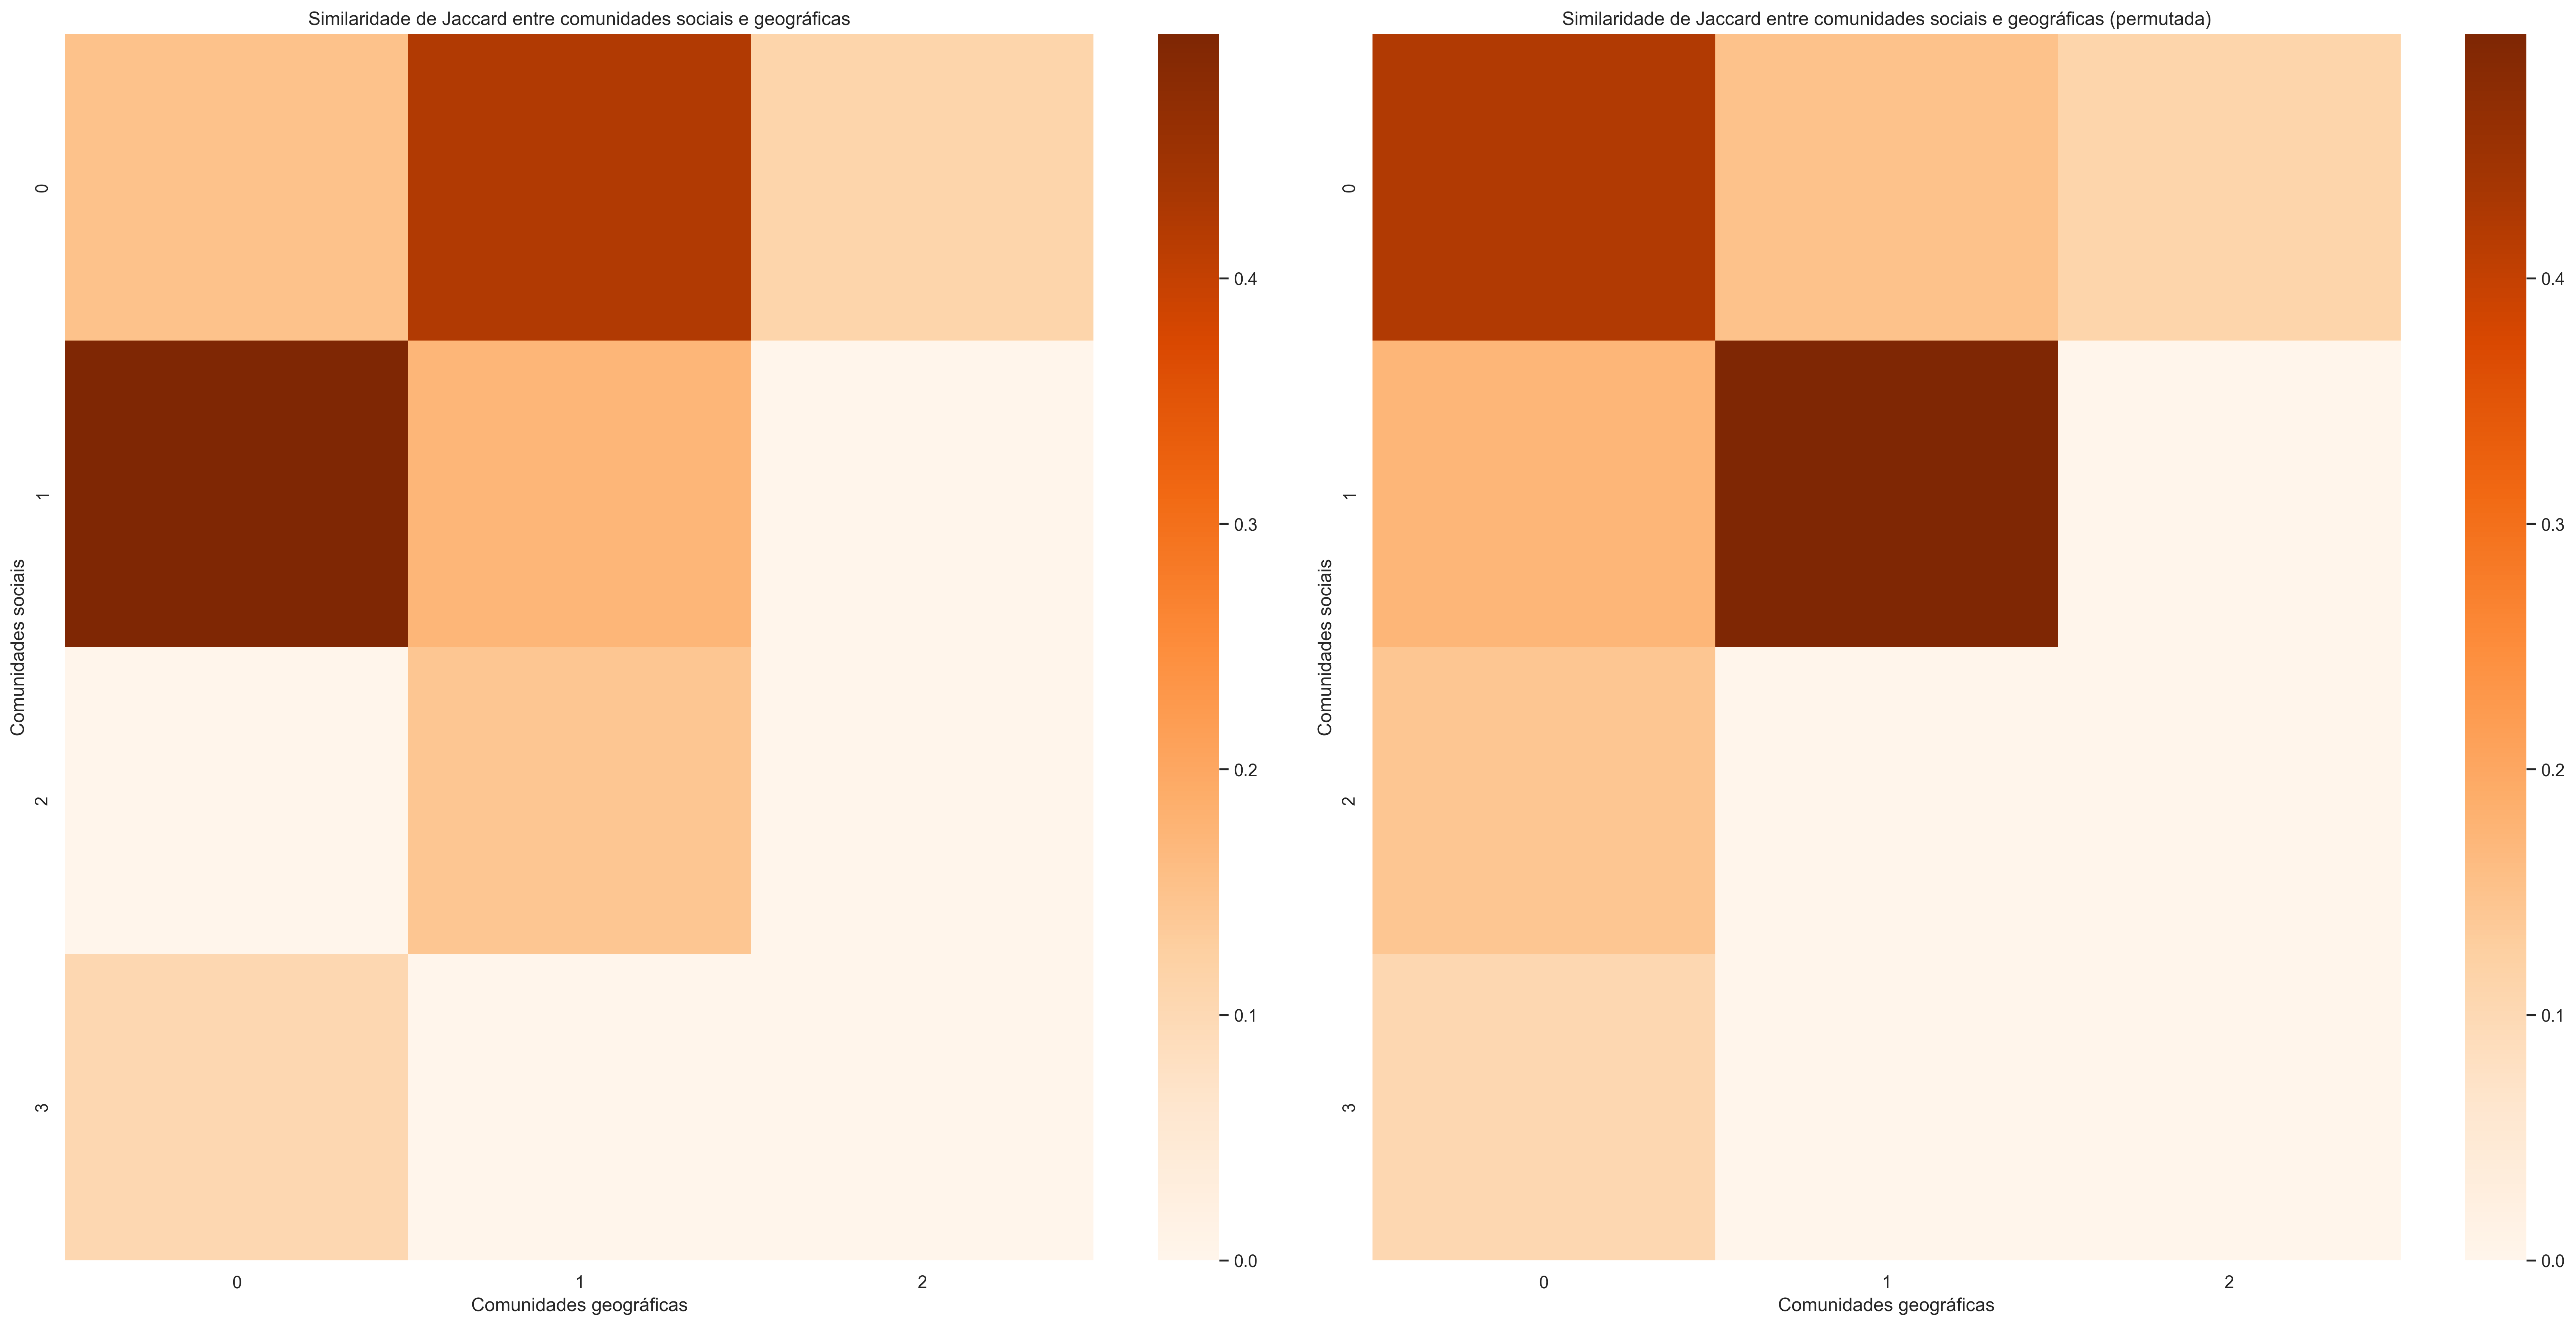 Similaridade de Jaccard entre comunidades sociais e geográficas
Comunidades sociais
0
1
2
3
0 1 2
Comunidades geográficas
0.4
0.3
0.2
0.1
0.0
Similaridade de Jaccard entre comunidades sociais e geográficas (permutada)
Comunidades sociais
0
1
2
3
0 1 2
Comunidades geográficas
0.4
0.3
0.2
0.1
0.0